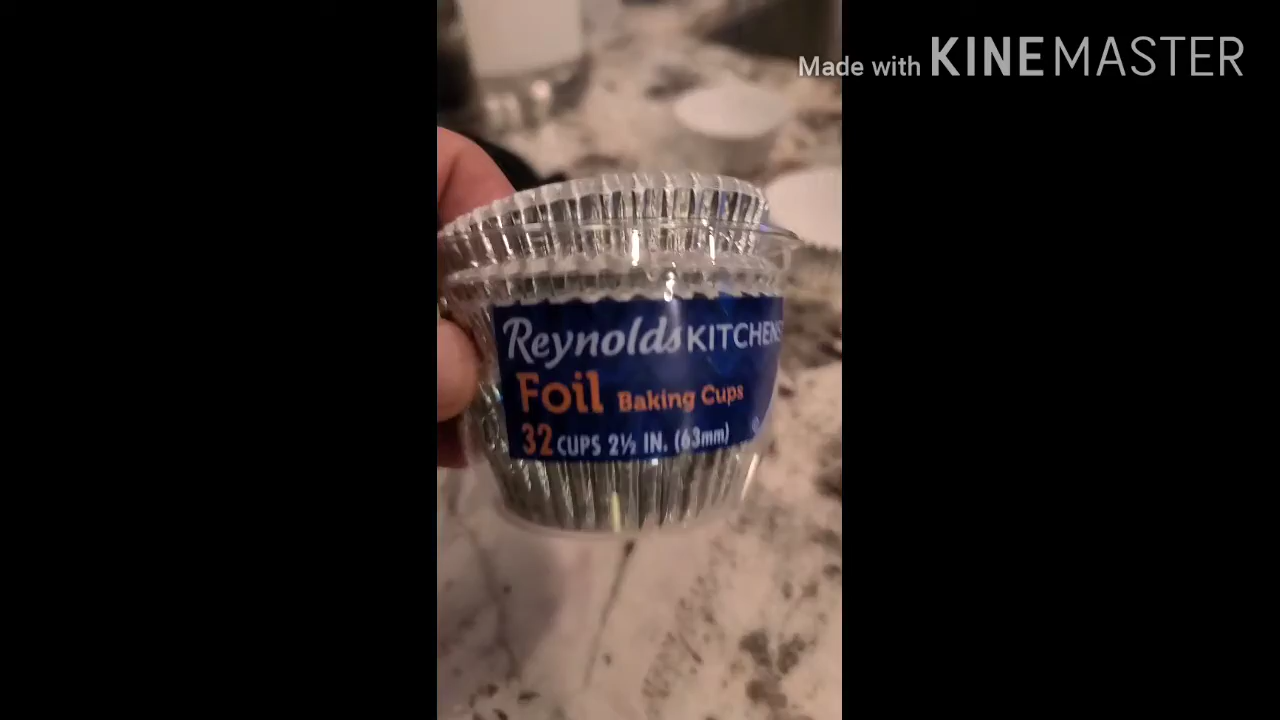 Made with KINEMASTER
Reynolds KITCHENS
Foil Baking Cups
32 CUPS 2½ IN. (63mm)